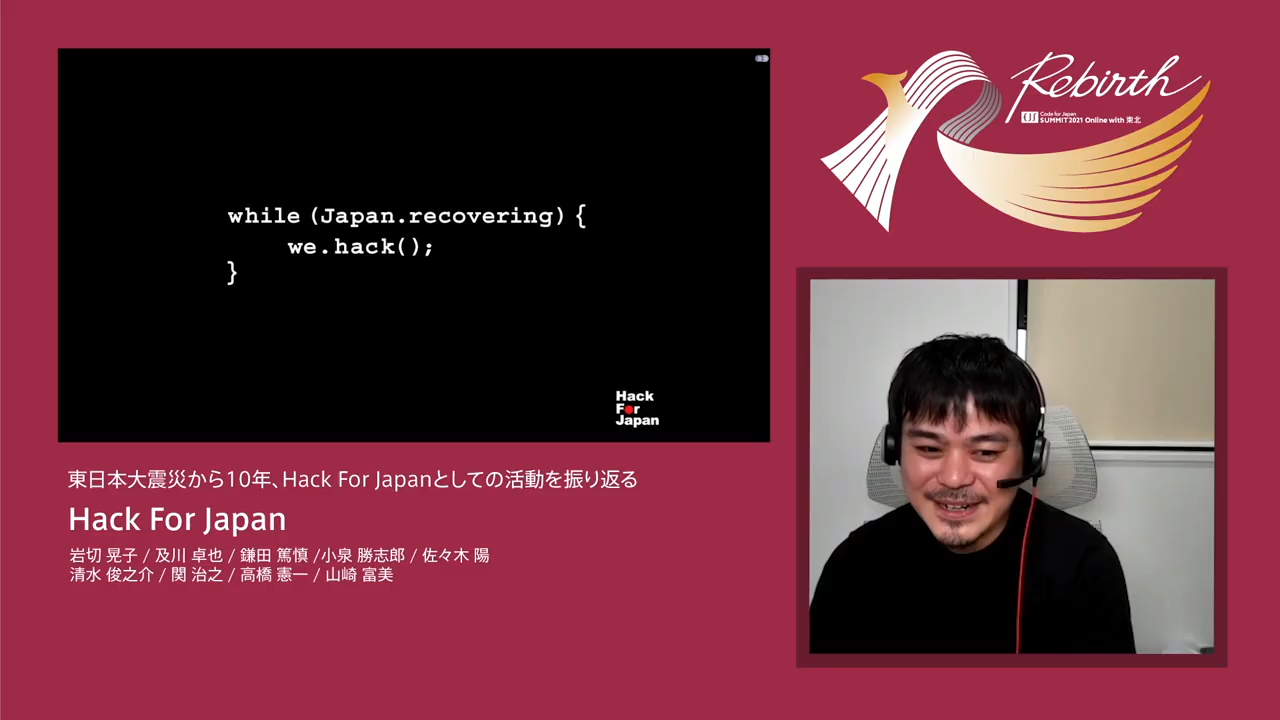 while (Japan.recovering) {
we.hack();
}
Hack
For
Japan
Rebirth
Code for Japan
SUMMIT2021 Online with 東北
東日本大震災から10年、Hack For Japanとしての活動を振り返る
Hack For Japan
岩切 晃子 / 及川 卓也 / 鎌田 篤慎 /小泉 勝志郎 / 佐々木 陽
清水 俊之介 / 関 治之 / 高橋 憲一 / 山崎 富美